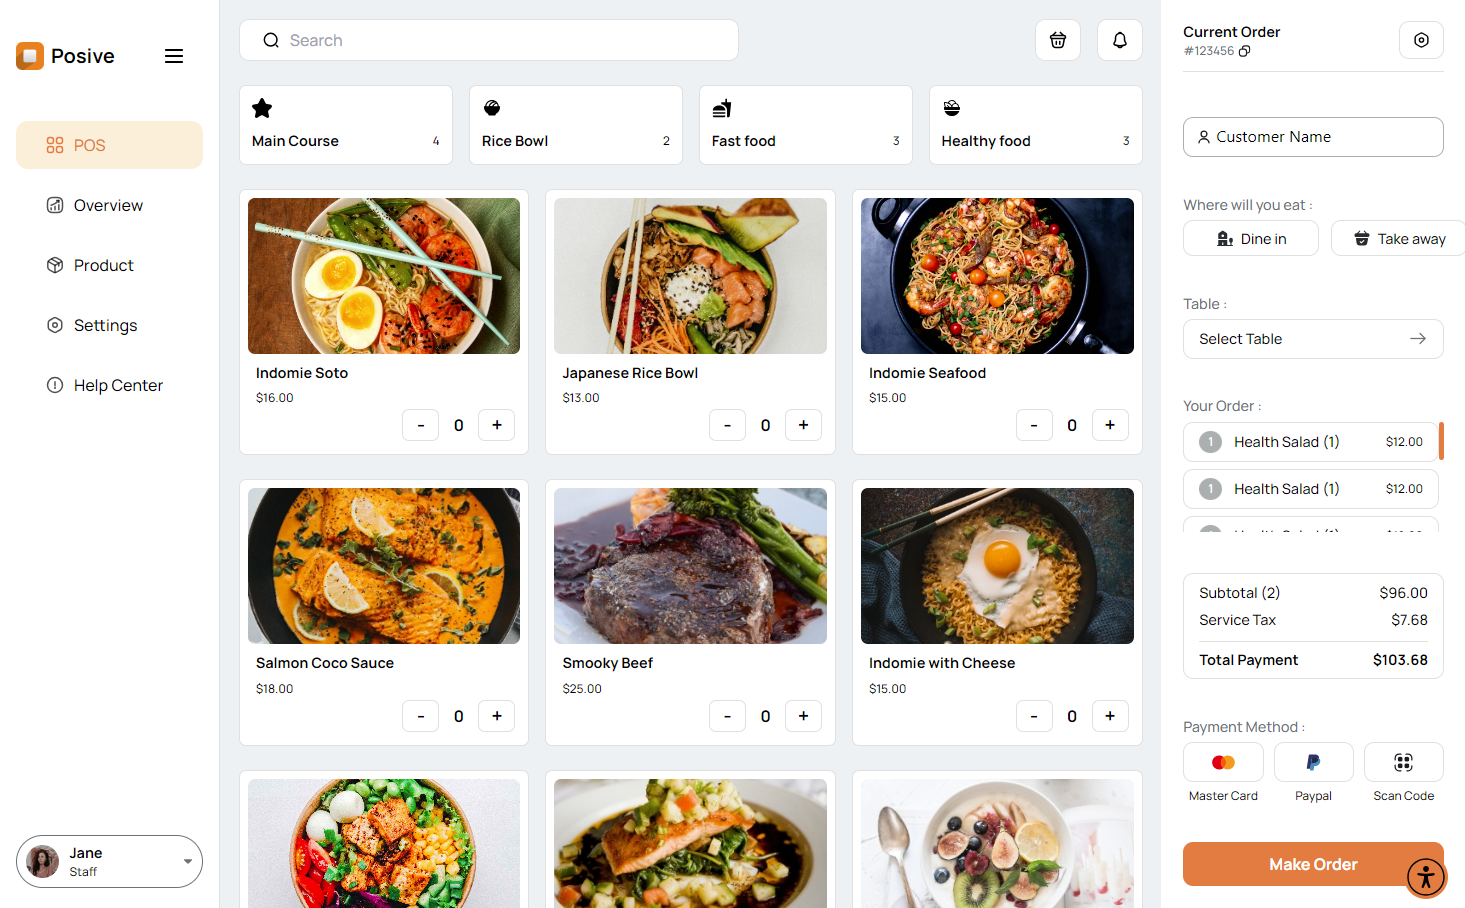 Posive
POS
Overview
Product
Settings
Help Center
Jane
Staff
Search
Main Course 4
Rice Bowl 2
Fast food 3
Healthy food 3
Indomie Soto
$16.00
- 0 +
Japanese Rice Bowl
$13.00
- 0 +
Indomie Seafood
$15.00
- 0 +
Salmon Coco Sauce
$18.00
- 0 +
Smooky Beef
$25.00
- 0 +
Indomie with Cheese
$15.00
- 0 +
Current Order
#123456
Customer Name
Where will you eat :
Dine in
Take away
Table :
Select Table
Your Order :
1 Health Salad (1) $12.00
1 Health Salad (1) $12.00
Subtotal (2) $96.00
Service Tax $7.68
Total Payment $103.68
Payment Method :
Master Card
Paypal
Scan Code
Make Order